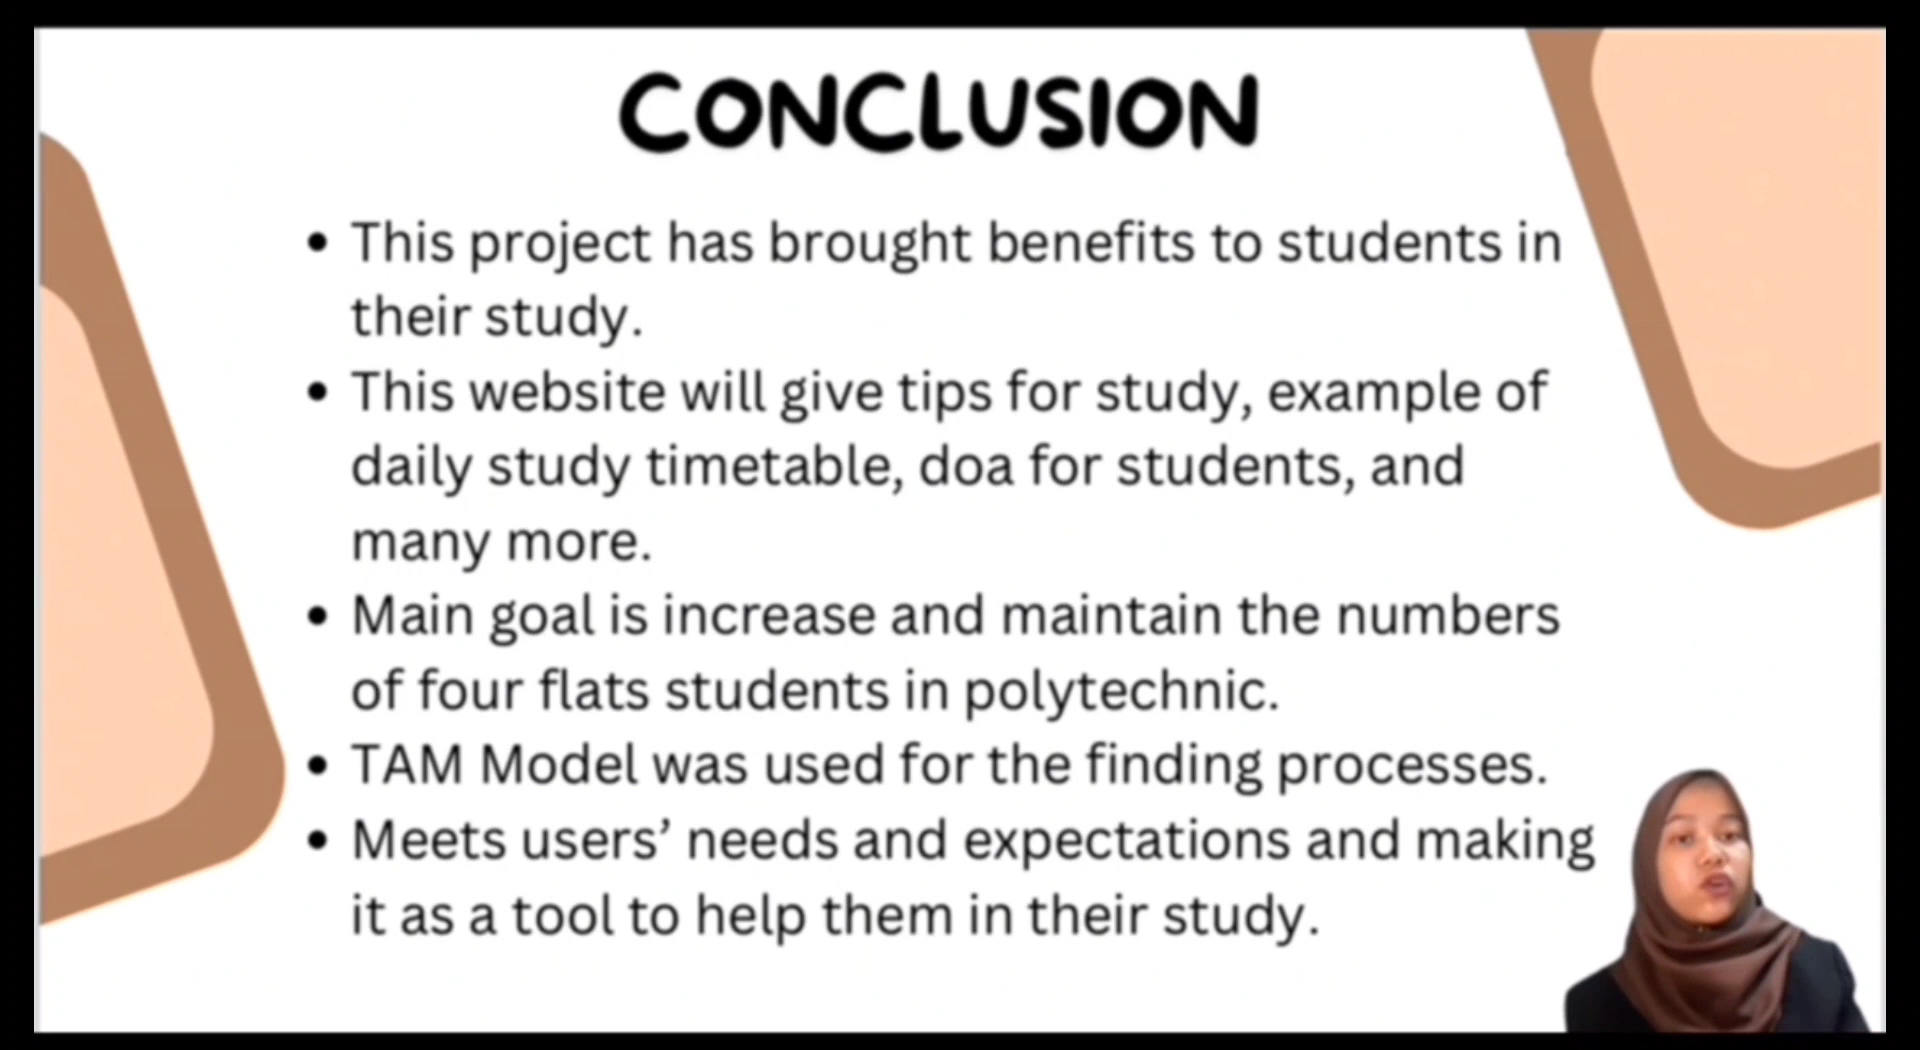 CONCLUSION
• This project has brought benefits to students in
their study.
• This website will give tips for study, example of
daily study timetable, doa for students, and
many more.
• Main goal is increase and maintain the numbers
of four flats students in polytechnic.
• TAM Model was used for the finding processes.
• Meets users’ needs and expectations and making
it as a tool to help them in their study.